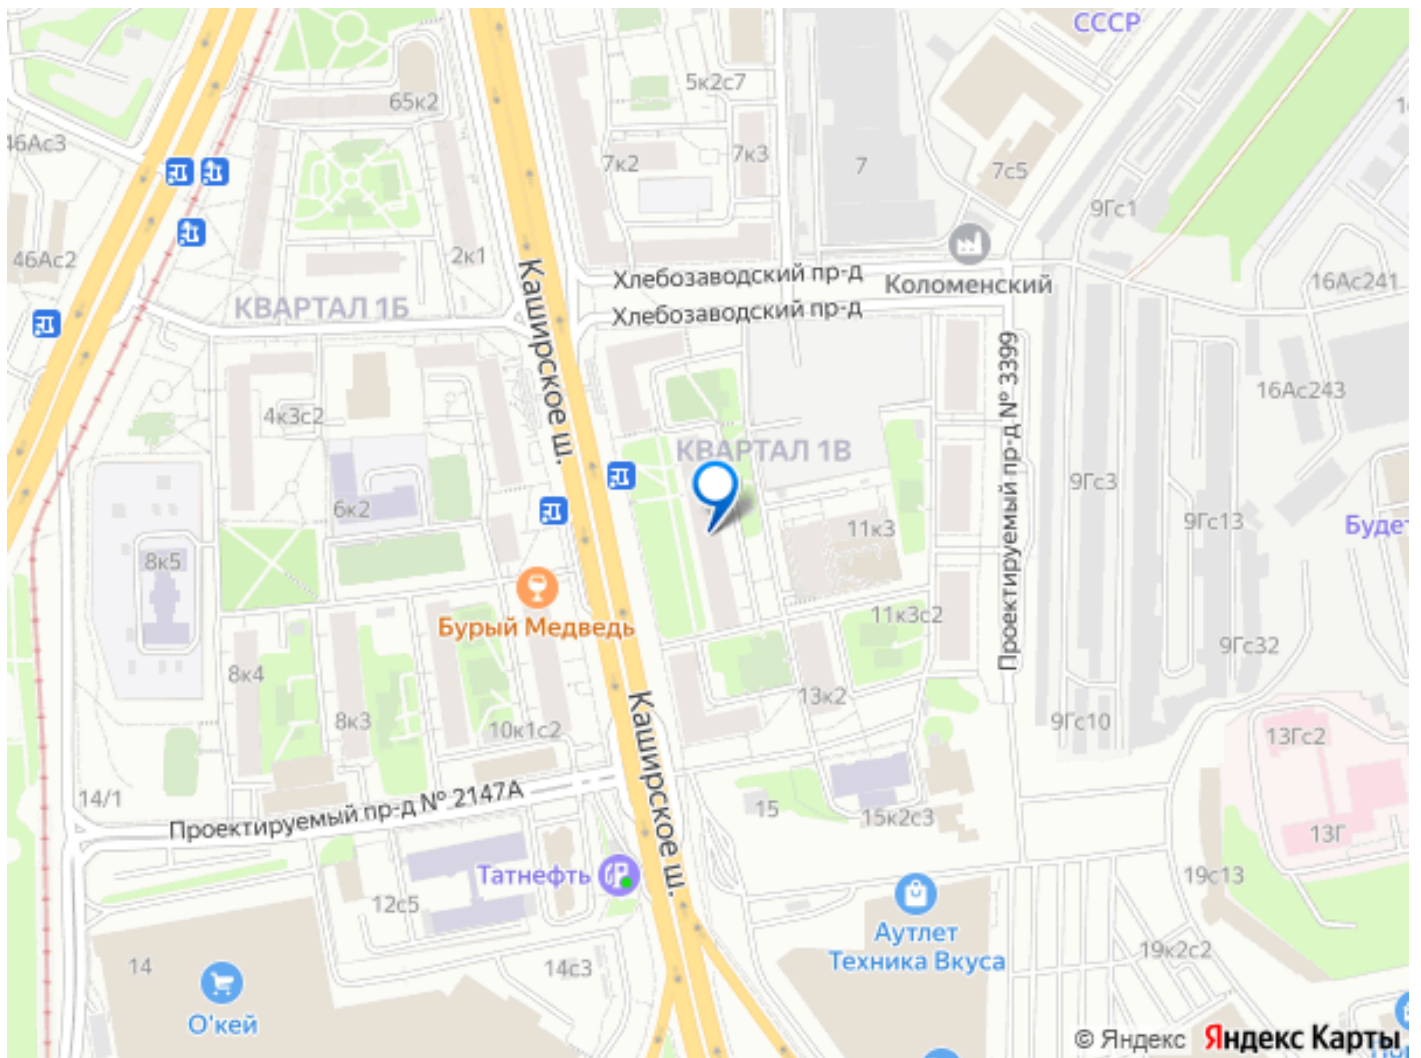 СССР
5к2с7
65к2
46Ас3
7к2
7к3
7
7с5
9Гс1
46Ас2
2к1
Хлебозаводский пр-д
Коломенский
16Ас241
КВАРТАЛ 1Б
Хлебозаводский пр-д
Каширское ш.
Проектируемый пр-д № 3399
16Ас243
4к3с2
КВАРТАЛ 1В
9Гс3
6к2
11к3
9Гс13
Будет
8к5
Бурый Медведь
11к3с2
9Гс32
8к4
13к2
8к3
10к1с2
9Гс10
13Гс2
Каширское ш.
14/1
Проектируемый пр-д № 2147А
15
15к2с3
13Г
Татнефть
19с13
12с5
Аутлет
Техника Вкуса
19к2с2
14
14с3
О'кей
© Яндекс Яндекс Карты